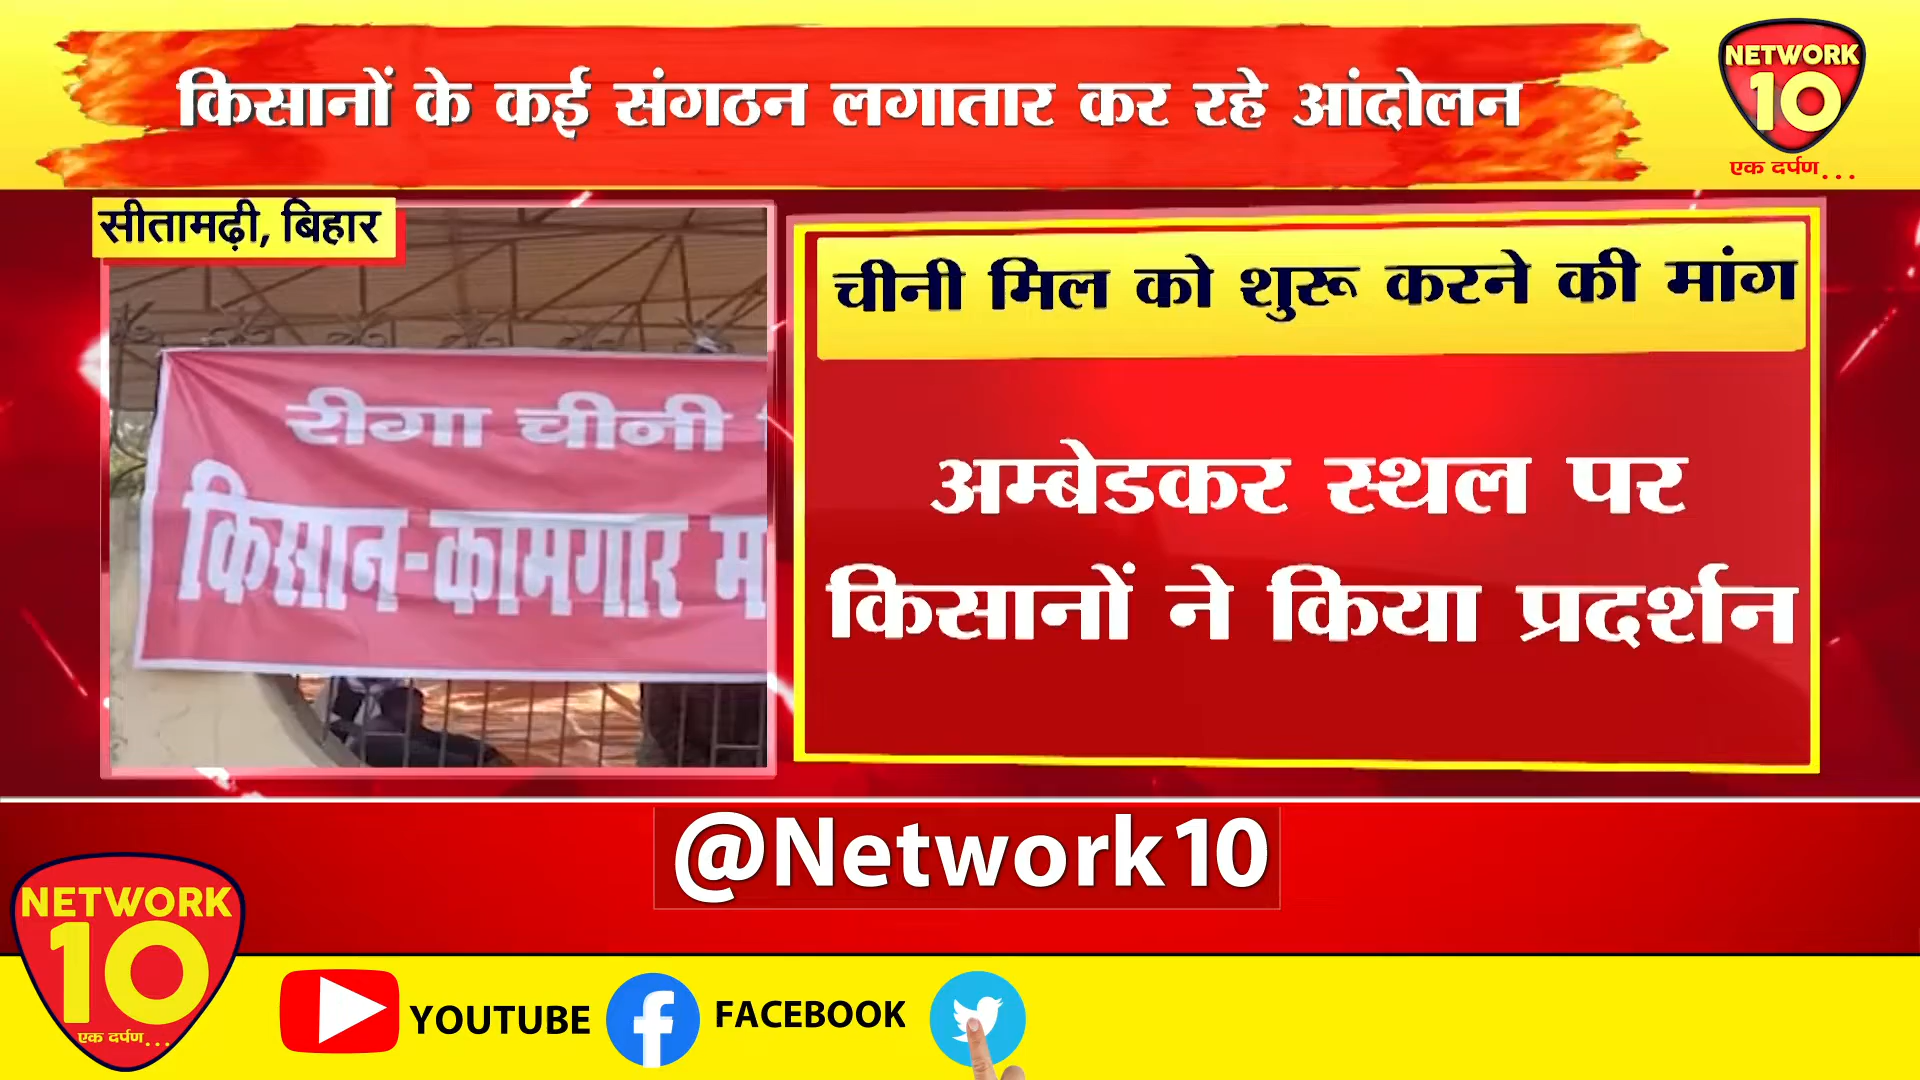 किसानों के कई संगठन लगातार कर रहे आंदोलन
NETWORK
10
एक दर्पण...
सीतामढ़ी, बिहार
रीगा चीनी
किसान-कामगार
चीनी मिल को शुरू करने की मांग
अम्बेडकर स्थल पर
किसानों ने किया प्रदर्शन
@Network10
NETWORK
10
एक दर्पण...
YOUTUBE
FACEBOOK